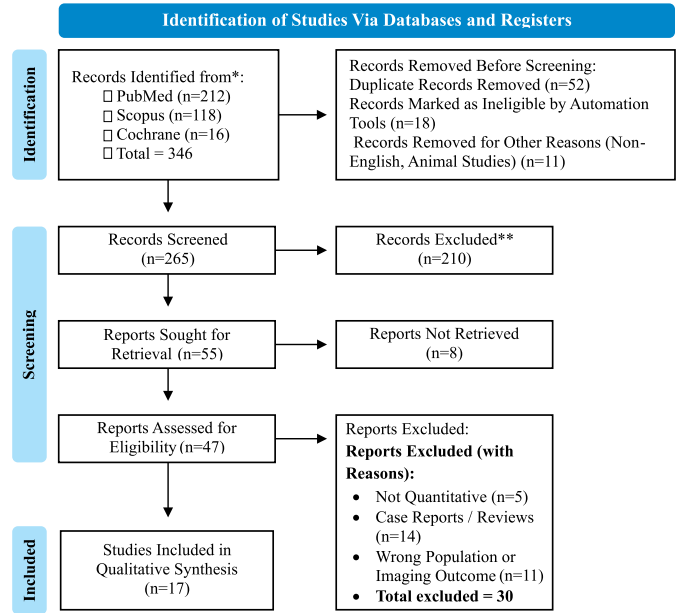 Identification of Studies Via Databases and Registers
Identification
Records Identified from*:
PubMed (n=212)
Scopus (n=118)
Cochrane (n=16)
Total = 346
Records Removed Before Screening:
Duplicate Records Removed (n=52)
Records Marked as Ineligible by Automation
Tools (n=18)
Records Removed for Other Reasons (Non-
English, Animal Studies) (n=11)
Screening
Records Screened
(n=265)
Records Excluded**
(n=210)
Reports Sought for
Retrieval (n=55)
Reports Not Retrieved
(n=8)
Reports Assessed for
Eligibility (n=47)
Reports Excluded:
Reports Excluded (with
Reasons):
• Not Quantitative (n=5)
• Case Reports / Reviews
(n=14)
• Wrong Population or
Imaging Outcome (n=11)
• Total excluded = 30
Included
Studies Included in
Qualitative Synthesis
(n=17)